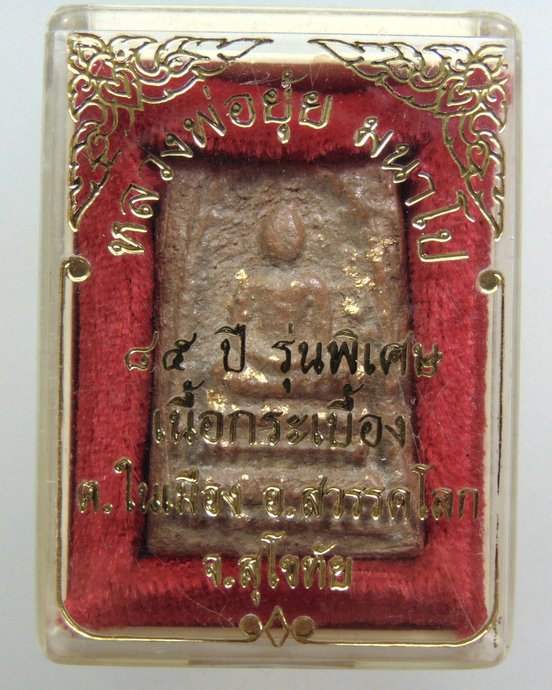 หลวงพ่อยุ่ย มนาโป
๘๕ ปี รุ่นพิเศษ
เนื้อกระเบื้อง
ต.ในเมือง อ.สวรรคโลก
จ.สุโขทัย